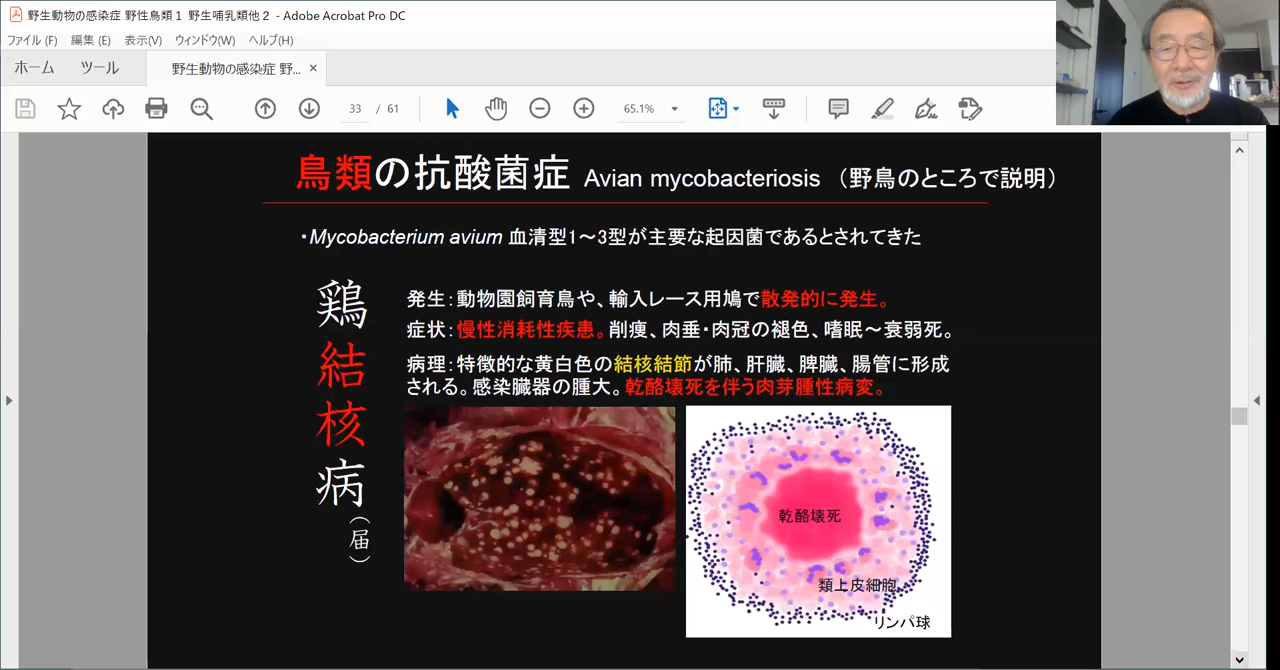 野生動物の感染症 野性鳥類１ 野生哺乳類他２ - Adobe Acrobat Pro DC
ファイル(F) 編集(E) 表示(V) ウィンドウ(W) ヘルプ(H)
ホーム ツール 野生動物の感染症 野... ×
33 / 61 65.1%
鳥類の抗酸菌症 Avian mycobacteriosis （野鳥のところで説明）
・Mycobacterium avium 血清型1～3型が主要な起因菌であるとされてきた
鶏結核病（届）
発生：動物園飼育鳥や、輸入レース用鳩で散発的に発生。
症状：慢性消耗性疾患。削痩、肉垂・肉冠の褪色、嗜眠～衰弱死。
病理：特徴的な黄白色の結核結節が肺、肝臓、脾臓、腸管に形成
される。感染臓器の腫大。乾酪壊死を伴う肉芽腫性病変。
乾酪壊死
類上皮細胞
リンパ球